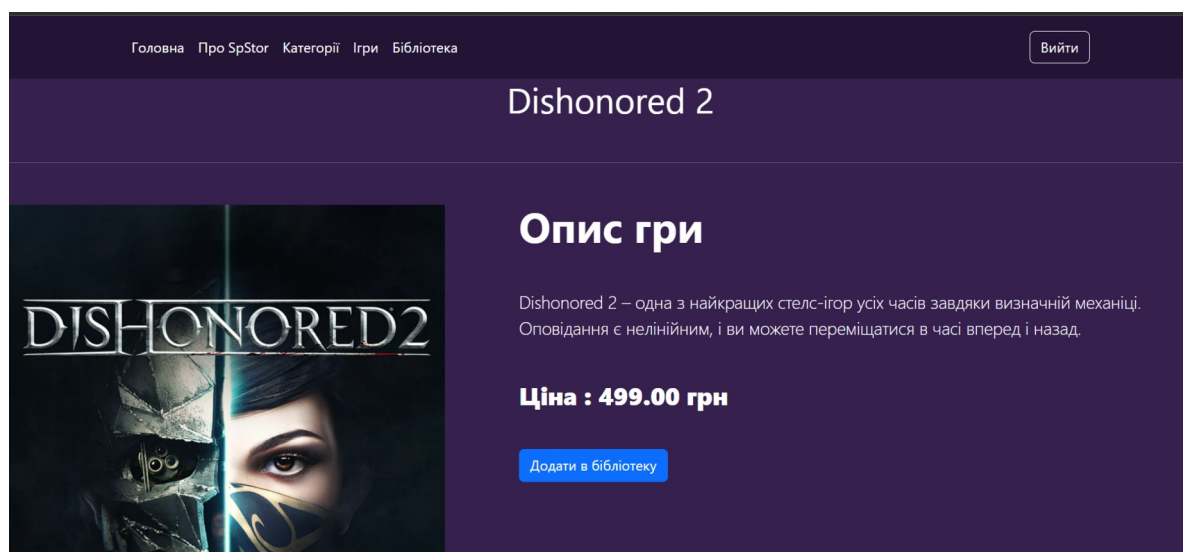 Головна Про SpStor Категорії Ігри Бібліотека Вийти
Dishonored 2
DISHONORED2
Опис гри
Dishonored 2 – одна з найкращих стелс-ігор усіх часів завдяки визначній механіці.
Оповідання є нелінійним, і ви можете переміщатися в часі вперед і назад.
Ціна : 499.00 грн
Додати в бібліотеку